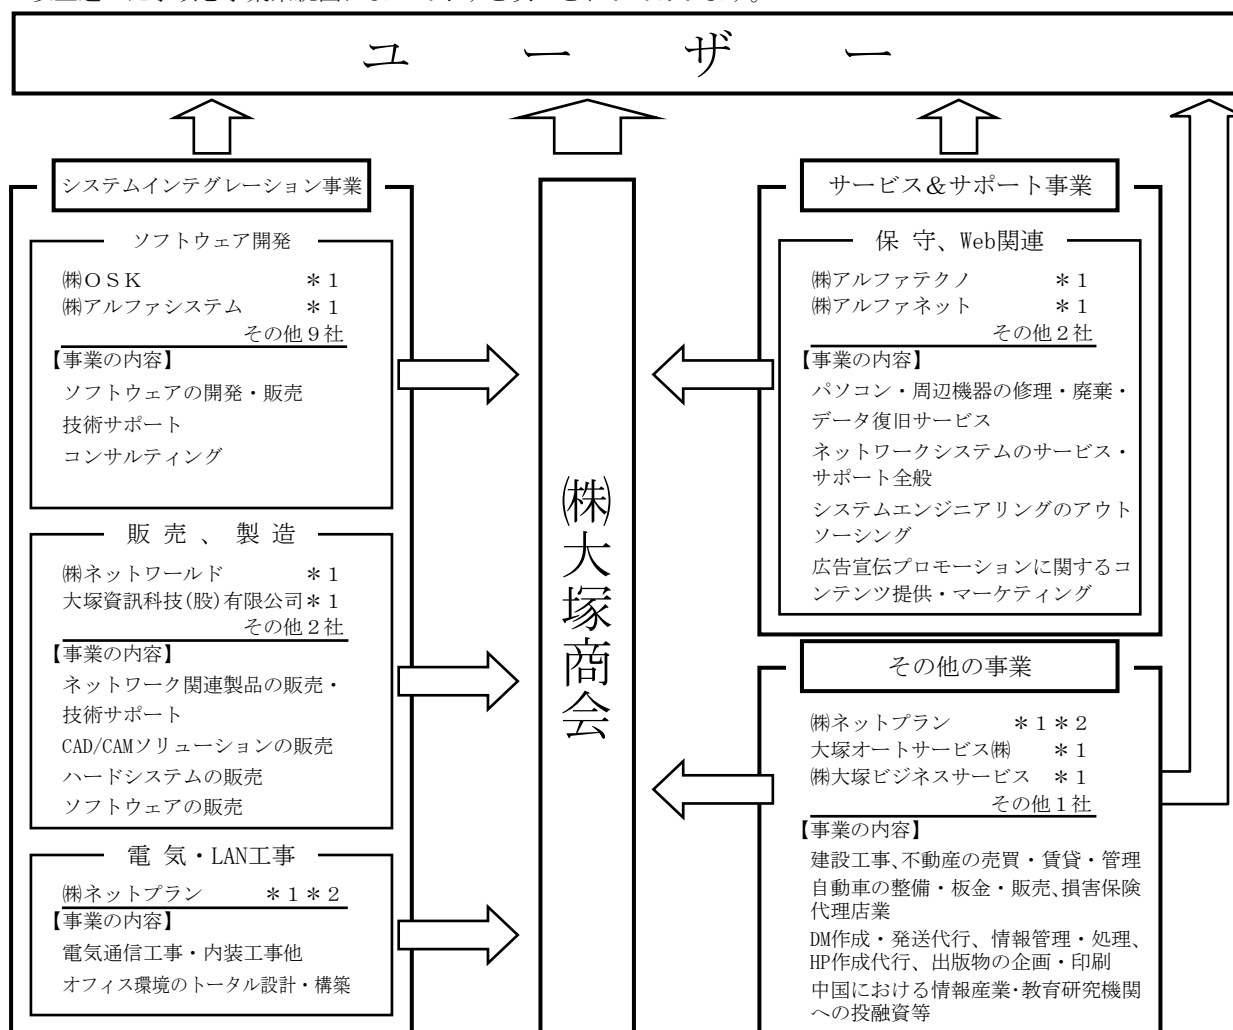 ユーザー
システムインテグレーション事業
ソフトウェア開発
㈱ＯＳＫ ＊１
㈱アルファシステム ＊１
その他９社
【事業の内容】
ソフトウェアの開発・販売
技術サポート
コンサルティング
販売、製造
㈱ネットワールド ＊１
大塚資訊科技(股)有限公司＊１
その他２社
【事業の内容】
ネットワーク関連製品の販売・
技術サポート
CAD/CAMソリューションの販売
ハードシステムの販売
ソフトウェアの販売
電気・LAN工事
㈱ネットプラン ＊１＊２
【事業の内容】
電気通信工事・内装工事他
オフィス環境のトータル設計・構築
㈱大塚商会
サービス＆サポート事業
保守、Web関連
㈱アルファテクノ ＊１
㈱アルファネット ＊１
その他２社
【事業の内容】
パソコン・周辺機器の修理・廃棄・
データ復旧サービス
ネットワークシステムのサービス・
サポート全般
システムエンジニアリングのアウト
ソーシング
広告宣伝プロモーションに関するコ
ンテンツ提供・マーケティング
その他の事業
㈱ネットプラン ＊１＊２
大塚オートサービス㈱ ＊１
㈱大塚ビジネスサービス ＊１
その他１社
【事業の内容】
建設工事、不動産の売買・賃貸・管理
自動車の整備・板金・販売、損害保険
代理店業
DM作成・発送代行、情報管理・処理、
HP作成代行、出版物の企画・印刷
中国における情報産業・教育研究機関
への投融資等